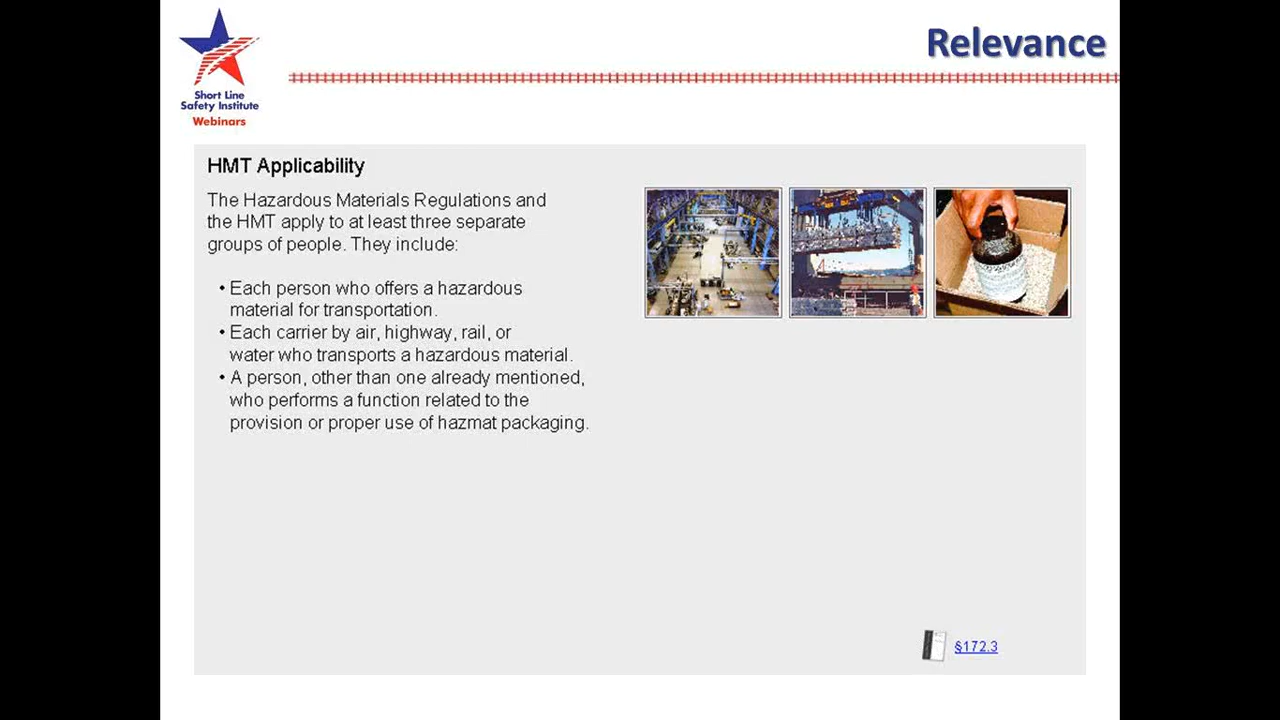 Relevance
Short Line
Safety Institute
Webinars
HMT Applicability
The Hazardous Materials Regulations and
the HMT apply to at least three separate
groups of people. They include:
• Each person who offers a hazardous
material for transportation.
• Each carrier by air, highway, rail, or
water who transports a hazardous material.
• A person, other than one already mentioned,
who performs a function related to the
provision or proper use of hazmat packaging.
§172.3